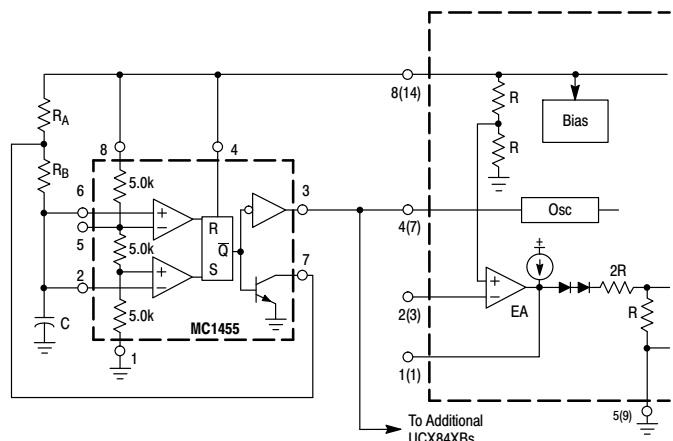 8(14)
R
R_A
Bias
R
8
4
R_B
5.0k
6
3
4(7)
Osc
+
R
5
−
5.0k
Q̅
7
+
2R
2
−
S
+
EA
R
2(3)
−
5.0k
C
MC1455
1(1)
1
5(9)
To Additional
UCX84XBs